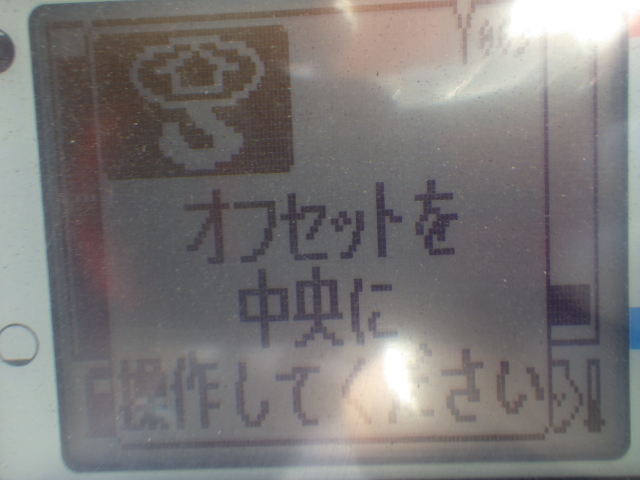 オフセットを
中央に
操作してください